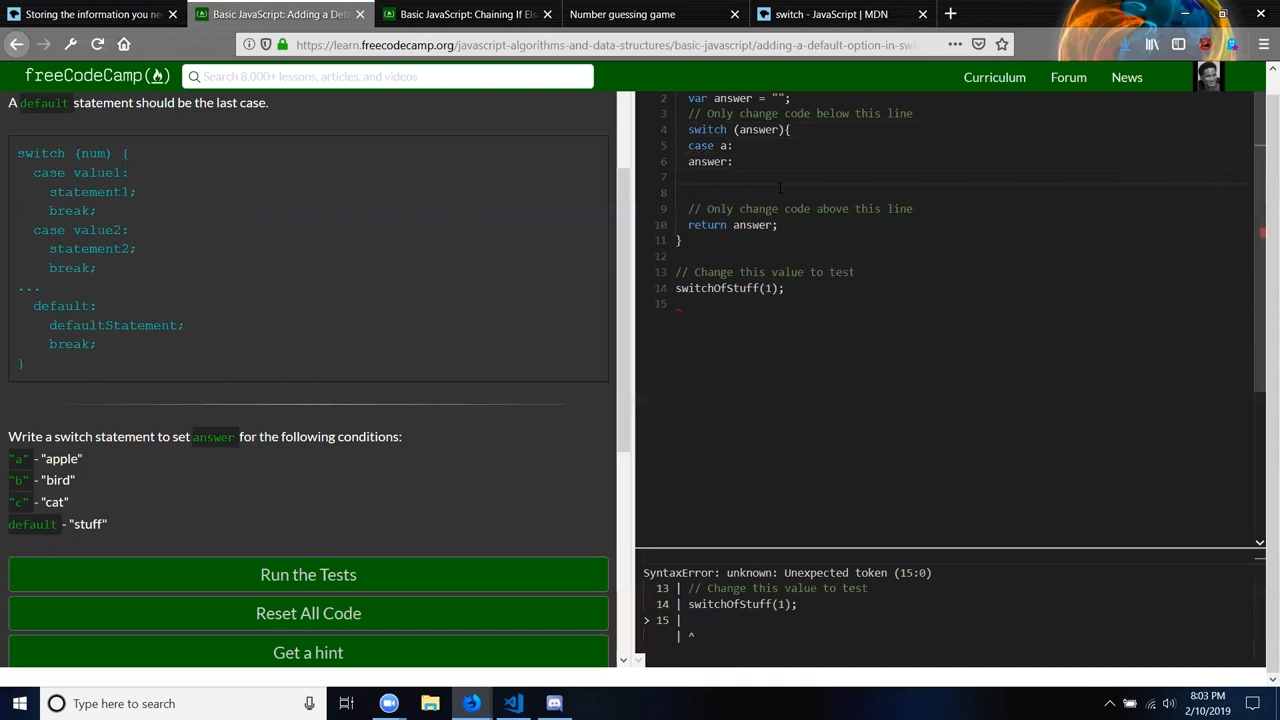 Storing the information you nee
Basic JavaScript: Adding a Def
Basic JavaScript: Chaining If Els
Number guessing game
switch - JavaScript | MDN
https://learn.freecodecamp.org/javascript-algorithms-and-data-structures/basic-javascript/adding-a-default-option-in-sw
freeCodeCamp
Search 8,000+ lessons, articles, and videos
Curriculum
Forum
News
A default statement should be the last case.
switch (num) {
case value1:
statement1;
break;
case value2:
statement2;
break;
...
default:
defaultStatement;
break;
}
Write a switch statement to set answer for the following conditions:
"a" - "apple"
"b" - "bird"
"c" - "cat"
default - "stuff"
Run the Tests
Reset All Code
Get a hint
2 var answer = "";
3 // Only change code below this line
4 switch (answer){
5 case a:
6 answer:
7
8
9 // Only change code above this line
10 return answer;
11 }
12
13 // Change this value to test
14 switchOfStuff(1);
15
SyntaxError: unknown: Unexpected token (15:0)
13 | // Change this value to test
14 | switchOfStuff(1);
> 15 |
| ^
Type here to search
8:03 PM
2/10/2019